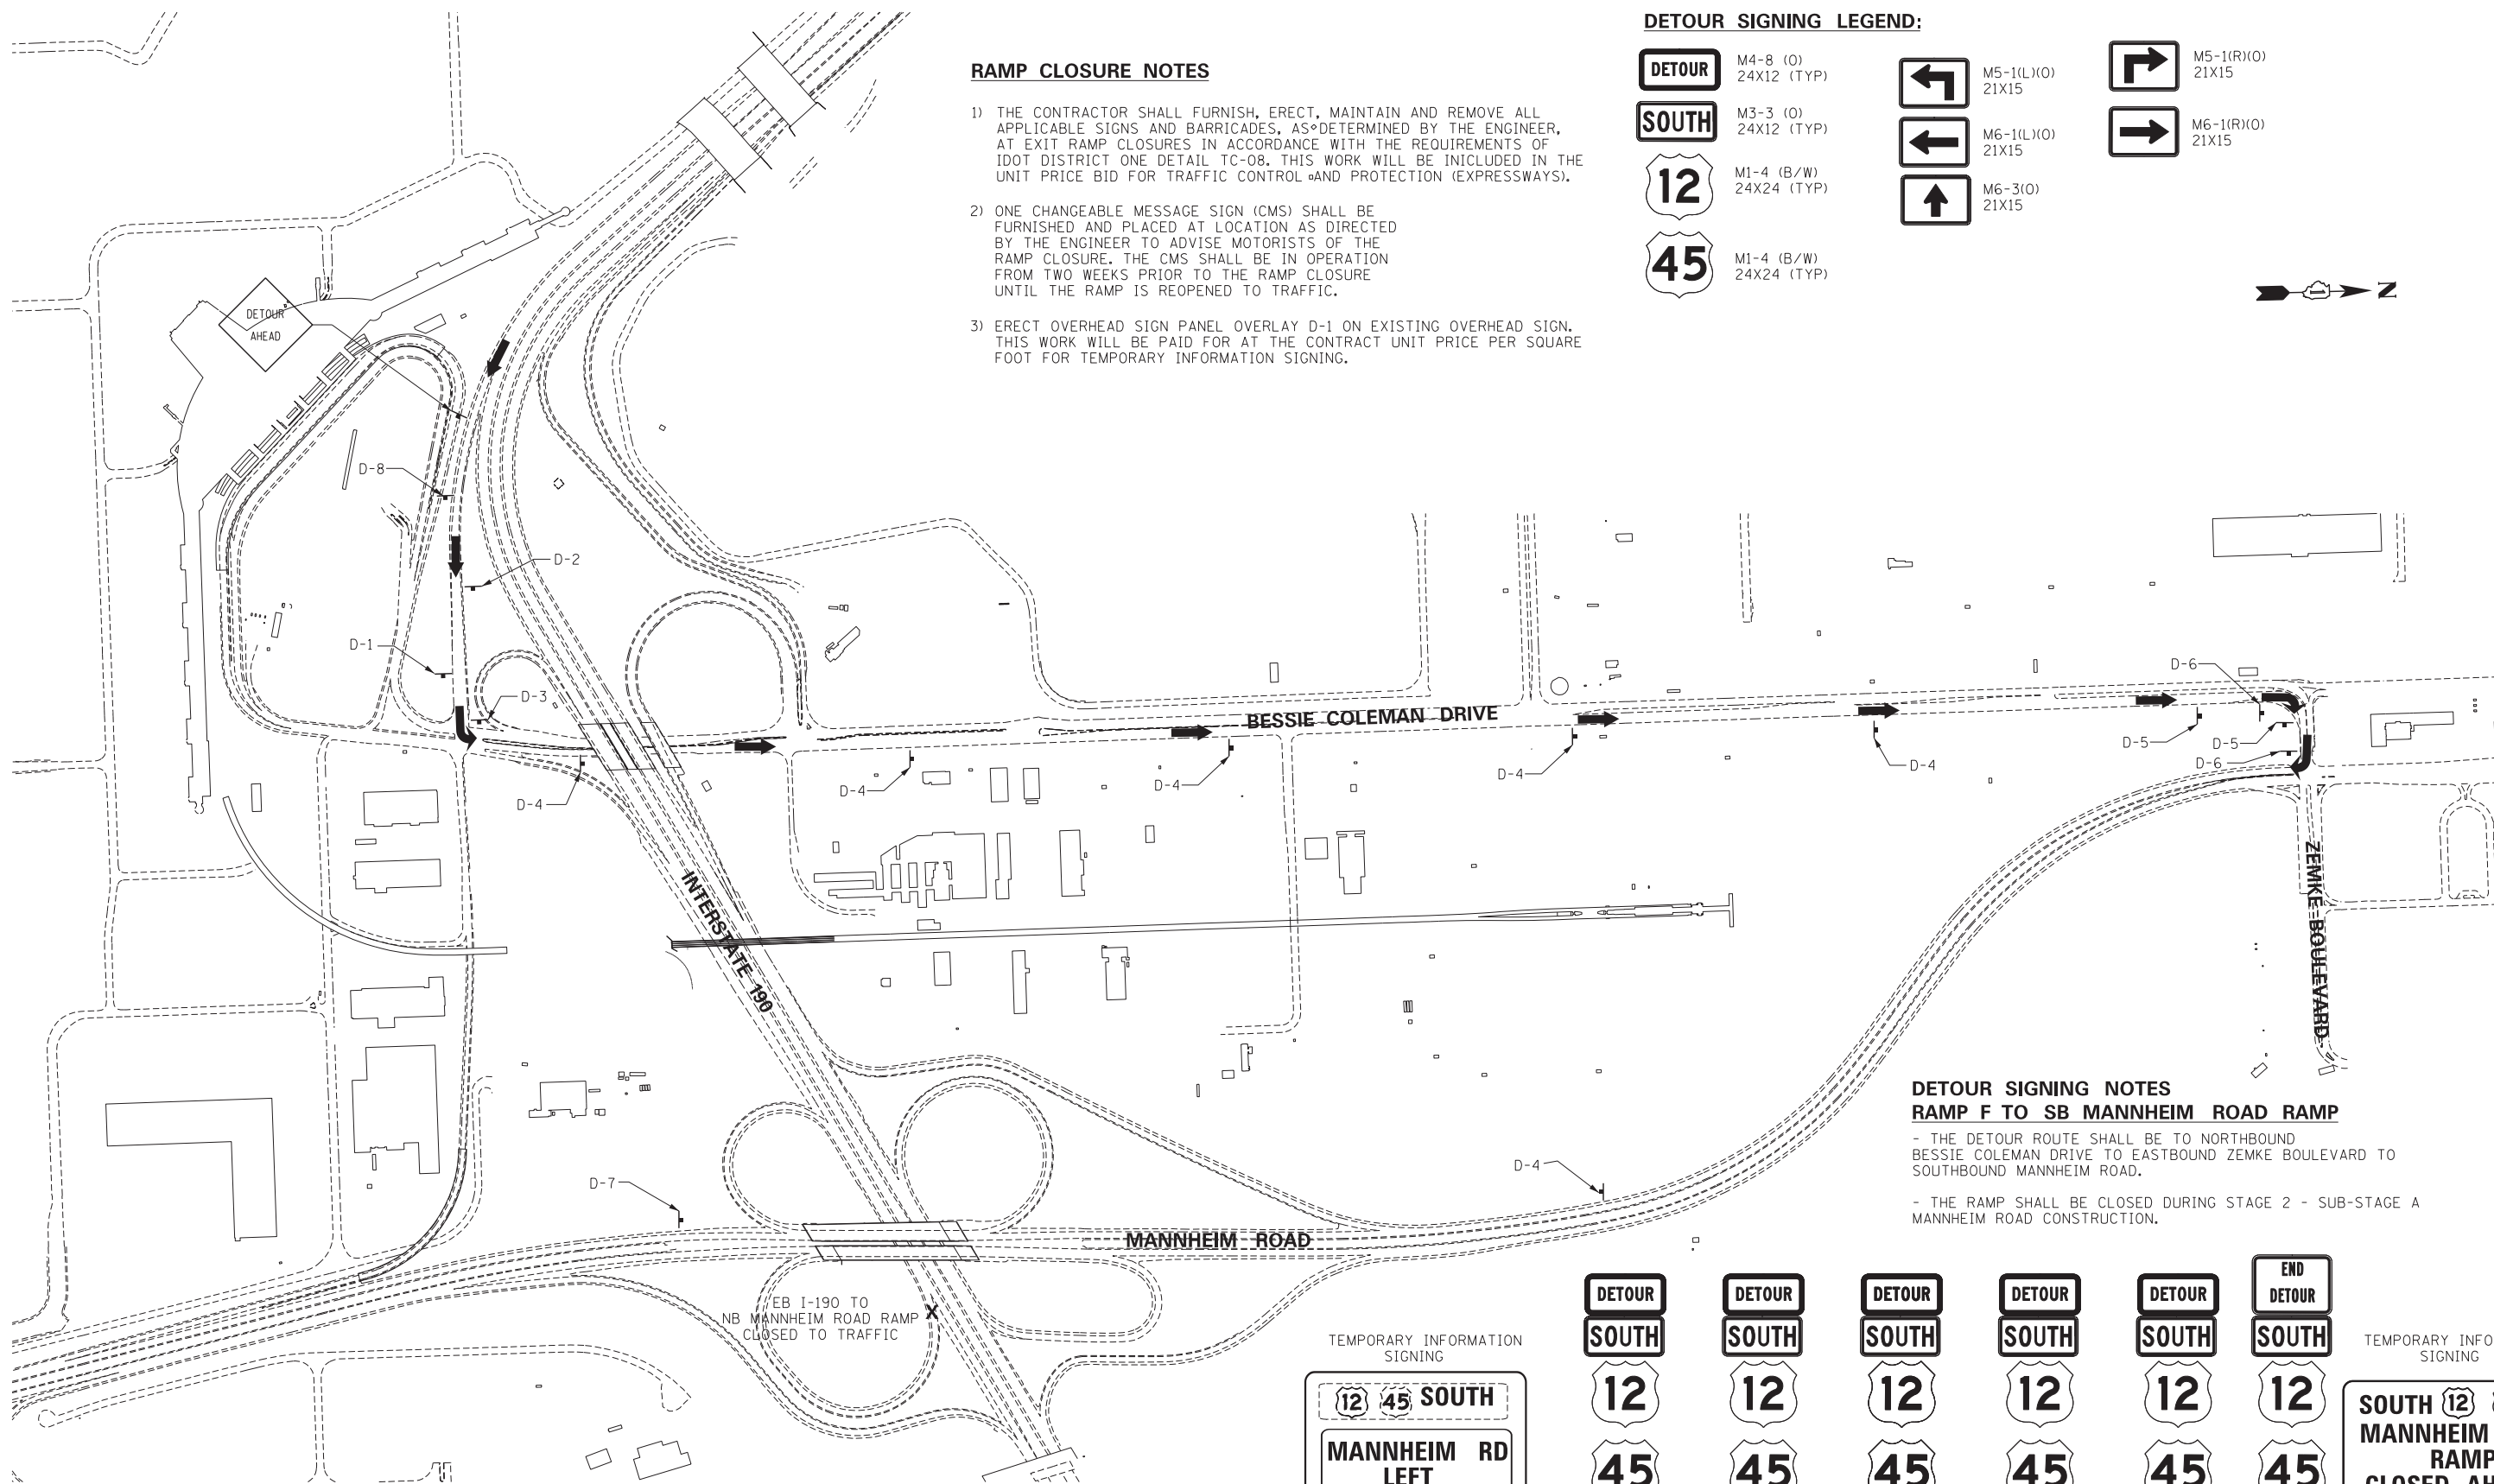 RAMP CLOSURE NOTES
1) THE CONTRACTOR SHALL FURNISH, ERECT, MAINTAIN AND REMOVE ALL
APPLICABLE SIGNS AND BARRICADES, AS DETERMINED BY THE ENGINEER,
AT EXIT RAMP CLOSURES IN ACCORDANCE WITH THE REQUIREMENTS OF
IDOT DISTRICT ONE DETAIL TC-08. THIS WORK WILL BE INICLUDED IN THE
UNIT PRICE BID FOR TRAFFIC CONTROL AND PROTECTION (EXPRESSWAYS).
2) ONE CHANGEABLE MESSAGE SIGN (CMS) SHALL BE
FURNISHED AND PLACED AT LOCATION AS DIRECTED
BY THE ENGINEER TO ADVISE MOTORISTS OF THE
RAMP CLOSURE. THE CMS SHALL BE IN OPERATION
FROM TWO WEEKS PRIOR TO THE RAMP CLOSURE
UNTIL THE RAMP IS REOPENED TO TRAFFIC.
3) ERECT OVERHEAD SIGN PANEL OVERLAY D-1 ON EXISTING OVERHEAD SIGN.
THIS WORK WILL BE PAID FOR AT THE CONTRACT UNIT PRICE PER SQUARE
FOOT FOR TEMPORARY INFORMATION SIGNING.
DETOUR SIGNING LEGEND:
DETOUR
M4-8 (O)
24X12 (TYP)
SOUTH
M3-3 (O)
24X12 (TYP)
12
M1-4 (B/W)
24X24 (TYP)
45
M1-4 (B/W)
24X24 (TYP)
M5-1(L)(O)
21X15
M6-1(L)(O)
21X15
M6-3(O)
21X15
M5-1(R)(O)
21X15
M6-1(R)(O)
21X15
N
DETOUR
AHEAD
D-8
D-2
D-1
D-3
D-4
D-4
D-4
D-4
D-4
D-6
D-5
D-5
D-6
BESSIE COLEMAN DRIVE
INTERSTATE 190
ZEMKE BOULEVARD
D-7
D-4
MANNHEIM ROAD
EB I-190 TO
NB MANNHEIM ROAD RAMP X
CLOSED TO TRAFFIC
DETOUR SIGNING NOTES
RAMP F TO SB MANNHEIM ROAD RAMP
- THE DETOUR ROUTE SHALL BE TO NORTHBOUND
BESSIE COLEMAN DRIVE TO EASTBOUND ZEMKE BOULEVARD TO
SOUTHBOUND MANNHEIM ROAD.
- THE RAMP SHALL BE CLOSED DURING STAGE 2 - SUB-STAGE A
MANNHEIM ROAD CONSTRUCTION.
TEMPORARY INFORMATION
SIGNING
12 45 SOUTH
MANNHEIM RD
LEFT
DETOUR
SOUTH
12
45
DETOUR
SOUTH
12
45
DETOUR
SOUTH
12
45
DETOUR
SOUTH
12
45
DETOUR
SOUTH
12
45
END
DETOUR
SOUTH
12
45
TEMPORARY INFO
SIGNING
SOUTH 12
MANNHEIM
RAMP
CLOSED